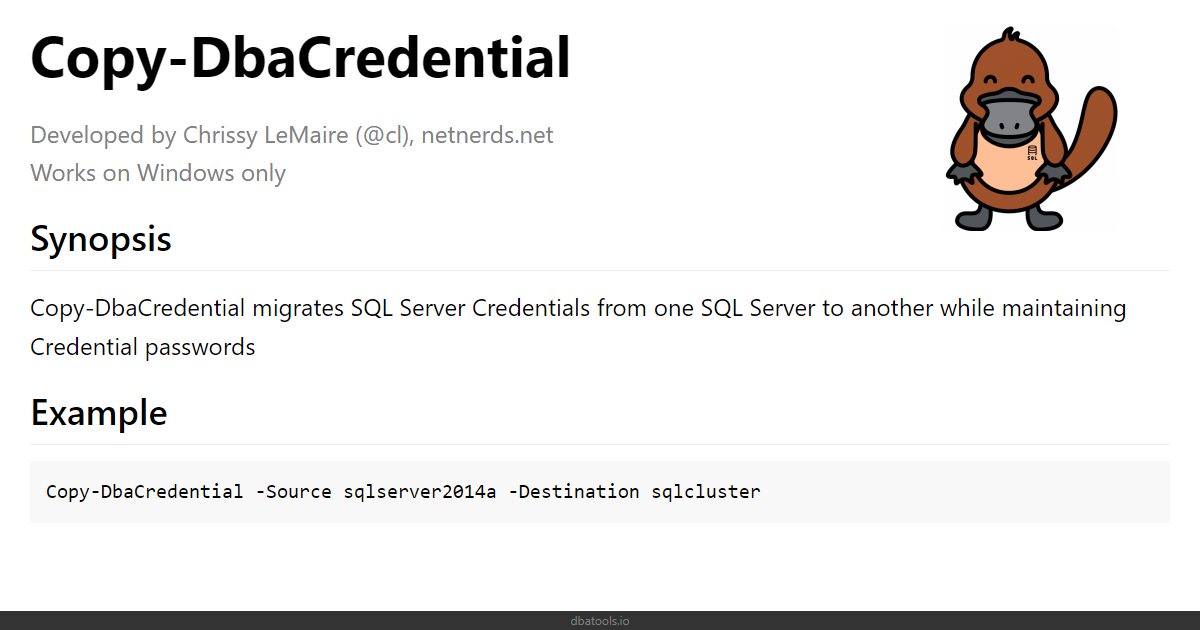 Copy-DbaCredential
Developed by Chrissy LeMaire (@cl), netnerds.net
Works on Windows only
SQL
Synopsis
Copy-DbaCredential migrates SQL Server Credentials from one SQL Server to another while maintaining
Credential passwords
Example
Copy-DbaCredential -Source sqlserver2014a -Destination sqlcluster
dbatools.io